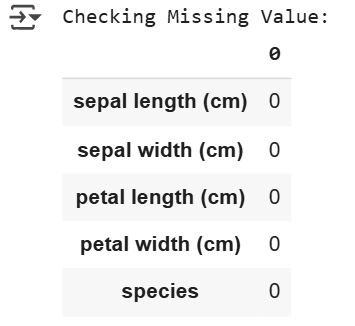 Checking Missing Value:
0
sepal length (cm) 0
sepal width (cm) 0
petal length (cm) 0
petal width (cm) 0
species 0